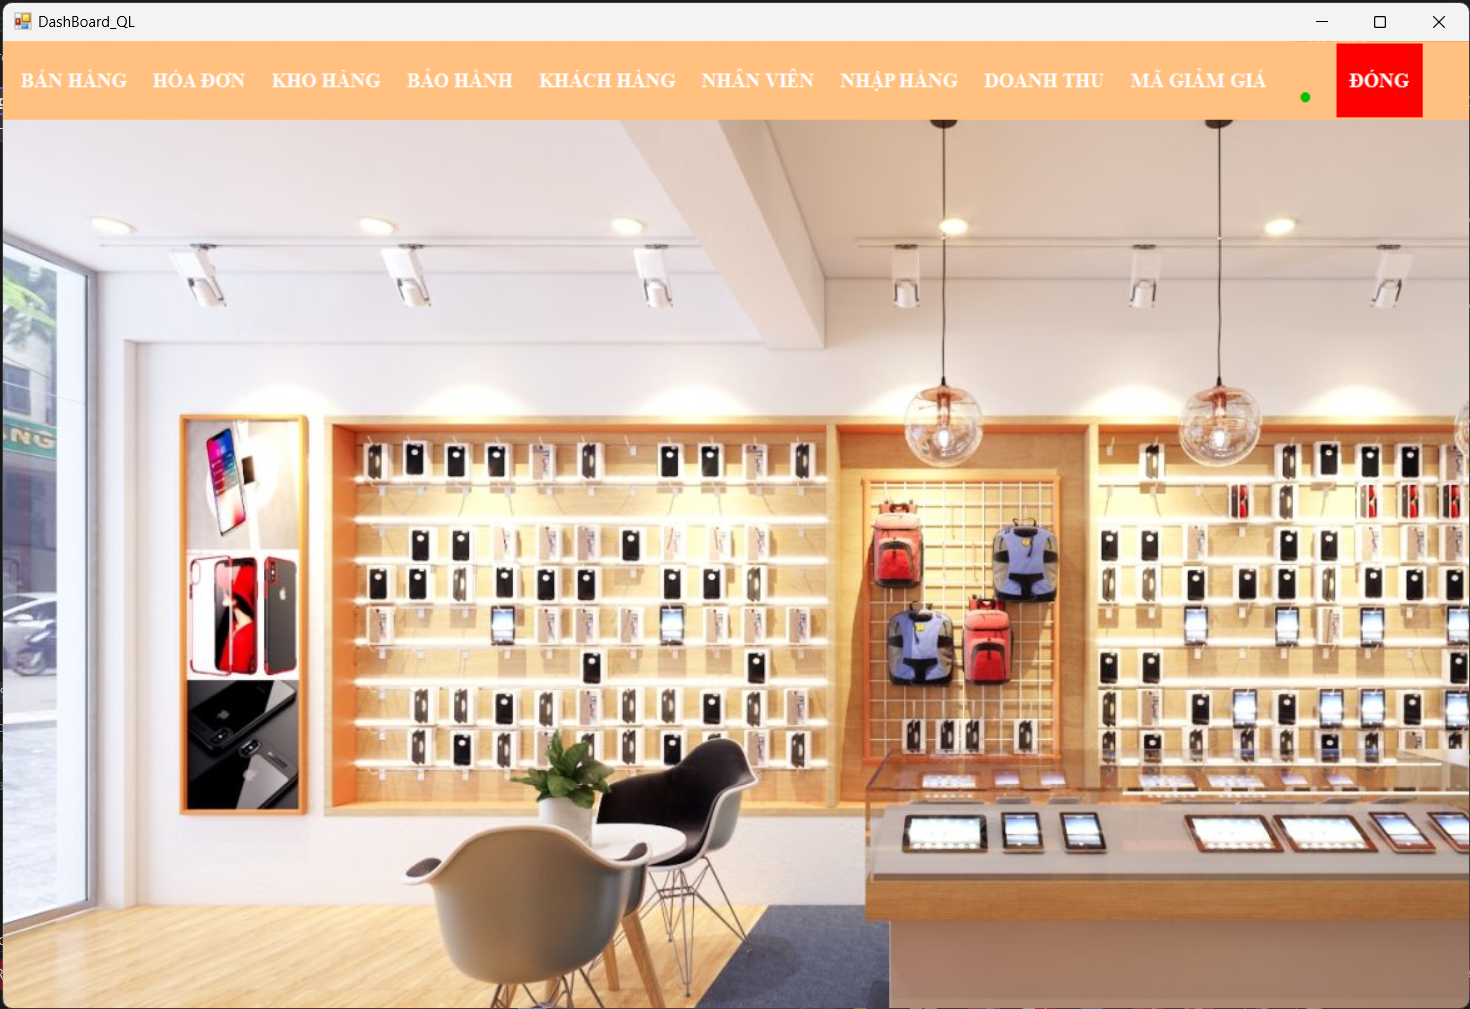 DashBoard_QL
BÁN HÀNG HÓA ĐƠN KHO HÀNG BẢO HÀNH KHÁCH HÀNG NHÂN VIÊN NHẬP HÀNG DOANH THU MÃ GIẢM GIÁ ĐÓNG
NG